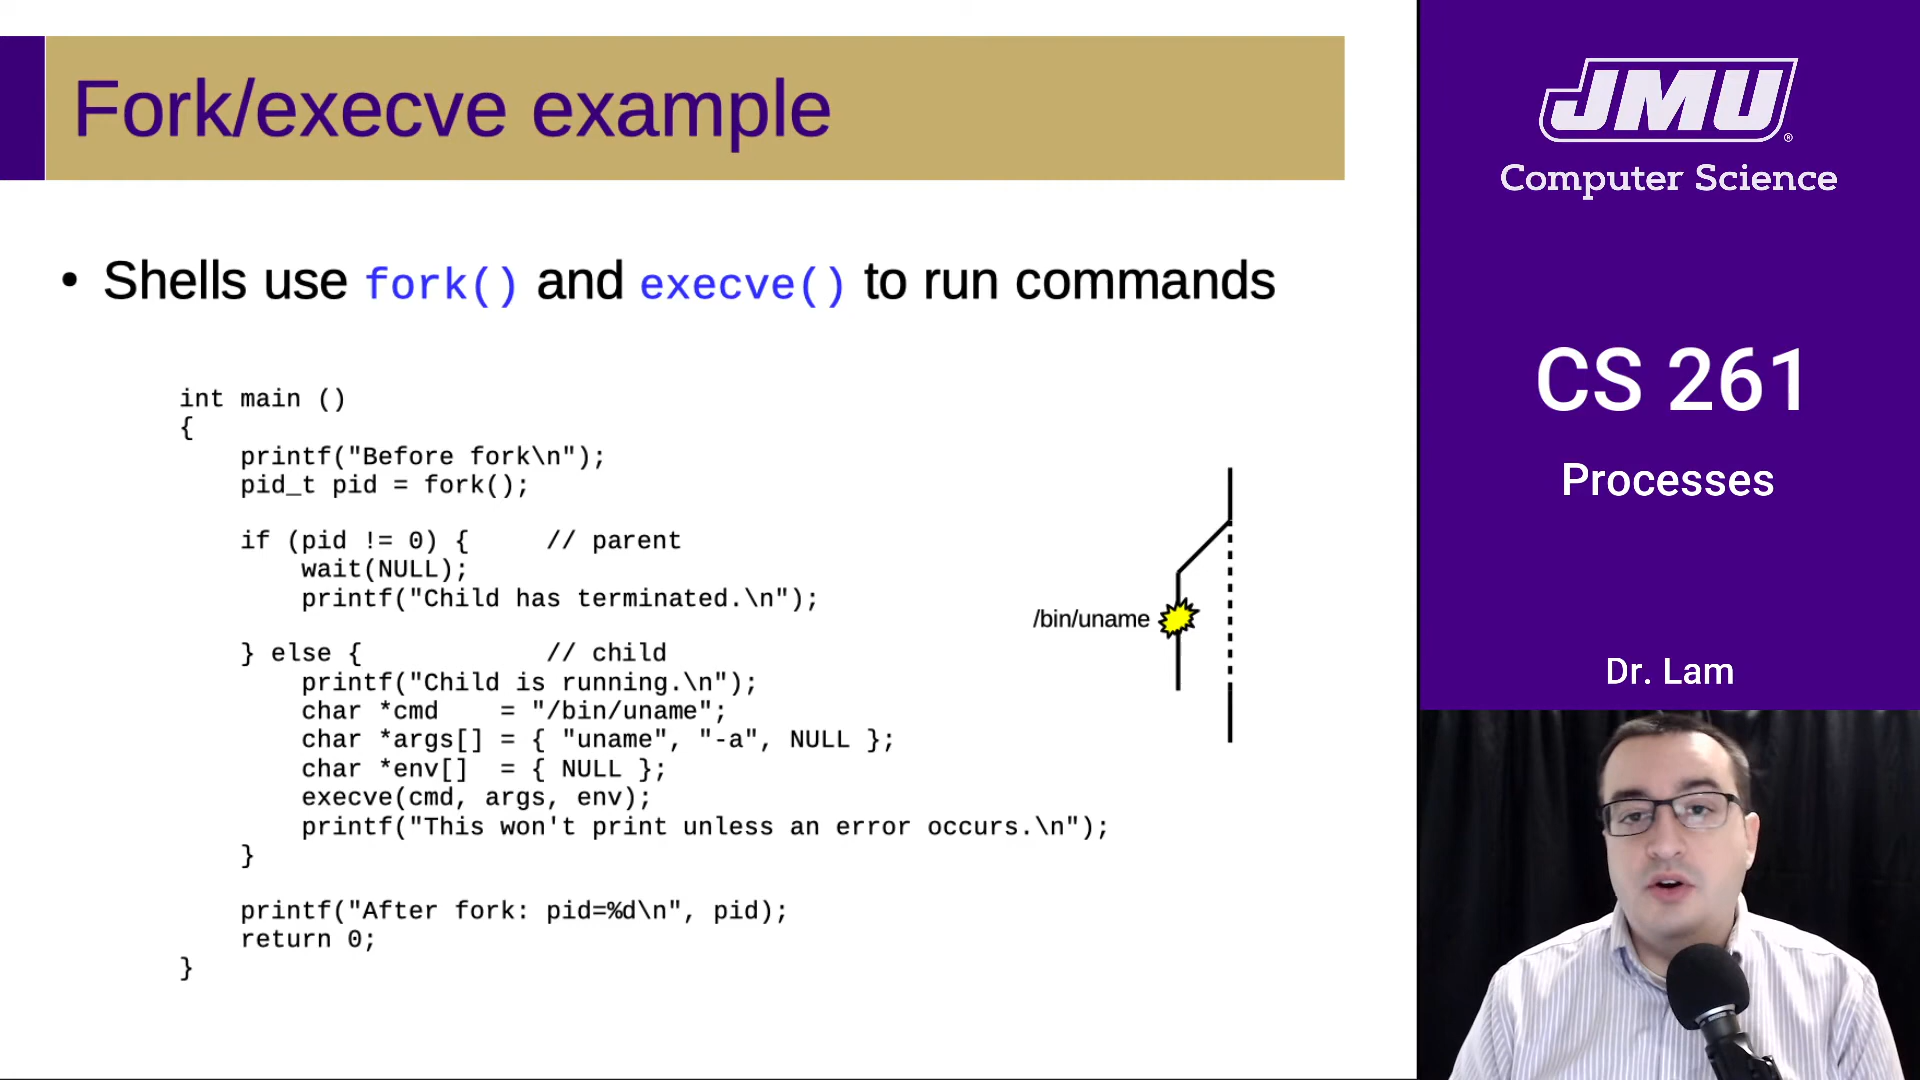 Fork/execve example
• Shells use fork() and execve() to run commands
int main ()
{
    printf("Before fork\n");
    pid_t pid = fork();
    if (pid != 0) {     // parent
        wait(NULL);
        printf("Child has terminated.\n");
    } else {            // child
        printf("Child is running.\n");
        char *cmd    = "/bin/uname";
        char *args[] = { "uname", "-a", NULL };
        char *env[]  = { NULL };
        execve(cmd, args, env);
        printf("This won't print unless an error occurs.\n");
    }
    printf("After fork: pid=%d\n", pid);
    return 0;
}
/bin/uname
JMU®
Computer Science
CS 261
Processes
Dr. Lam